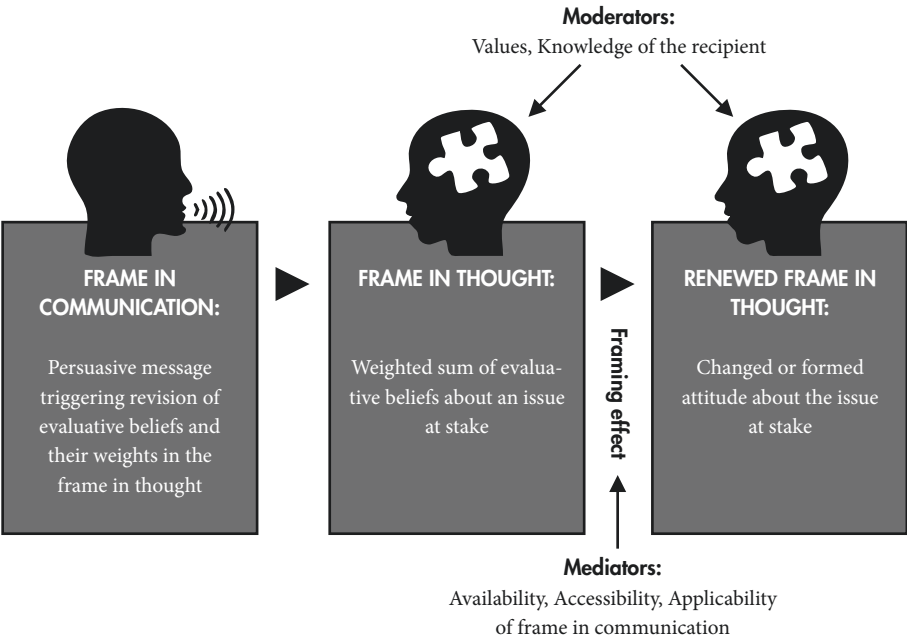 Moderators:
Values, Knowledge of the recipient
FRAME IN
COMMUNICATION:
Persuasive message
triggering revision of
evaluative beliefs and
their weights in the
frame in thought
FRAME IN THOUGHT:
Weighted sum of evalua-
tive beliefs about an issue
at stake
Framing effect
RENEWED FRAME IN
THOUGHT:
Changed or formed
attitude about the issue
at stake
Mediators:
Availability, Accessibility, Applicability
of frame in communication